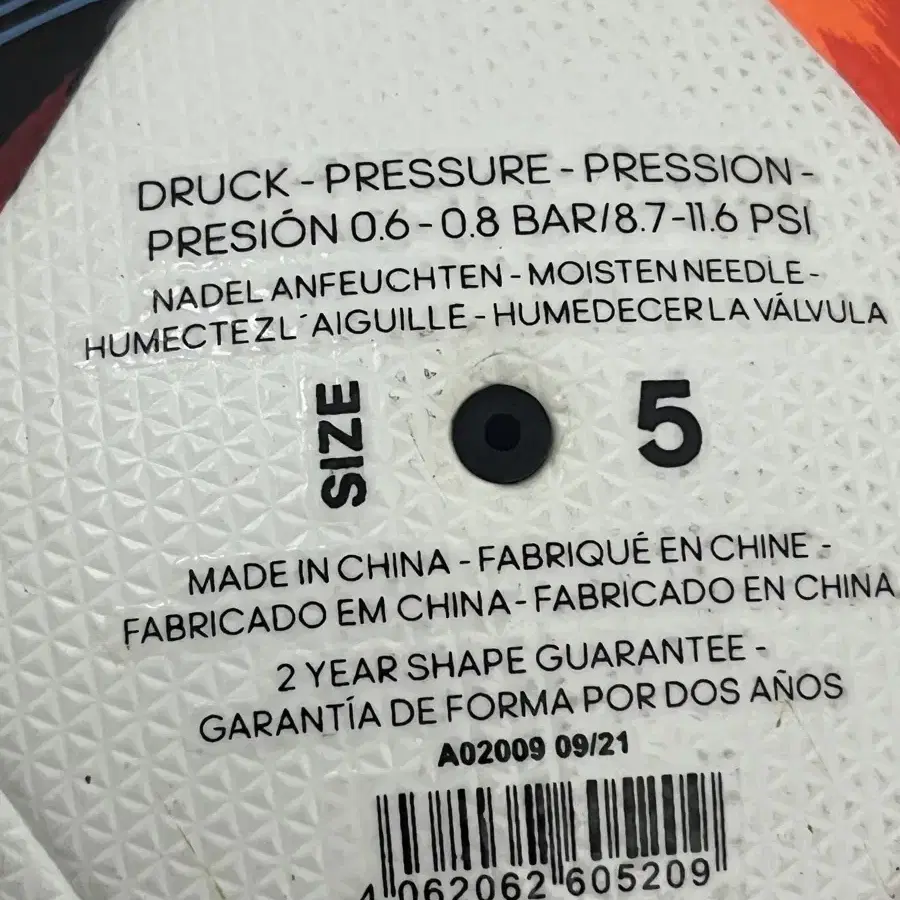 DRUCK - PRESSURE - PRESSION -
PRESIÓN 0.6 - 0.8 BAR/8.7-11.6 PSI
NADEL ANFEUCHTEN - MOISTEN NEEDLE -
HUMECTEZ L´AIGUILLE - HUMEDECER LA VÁLVULA
SIZE 5
MADE IN CHINA - FABRIQUÉ EN CHINE -
FABRICADO EM CHINA - FABRICADO EN CHINA
2 YEAR SHAPE GUARANTEE -
GARANTÍA DE FORMA POR DOS AÑOS
A02009 09/21
4 062062 605209